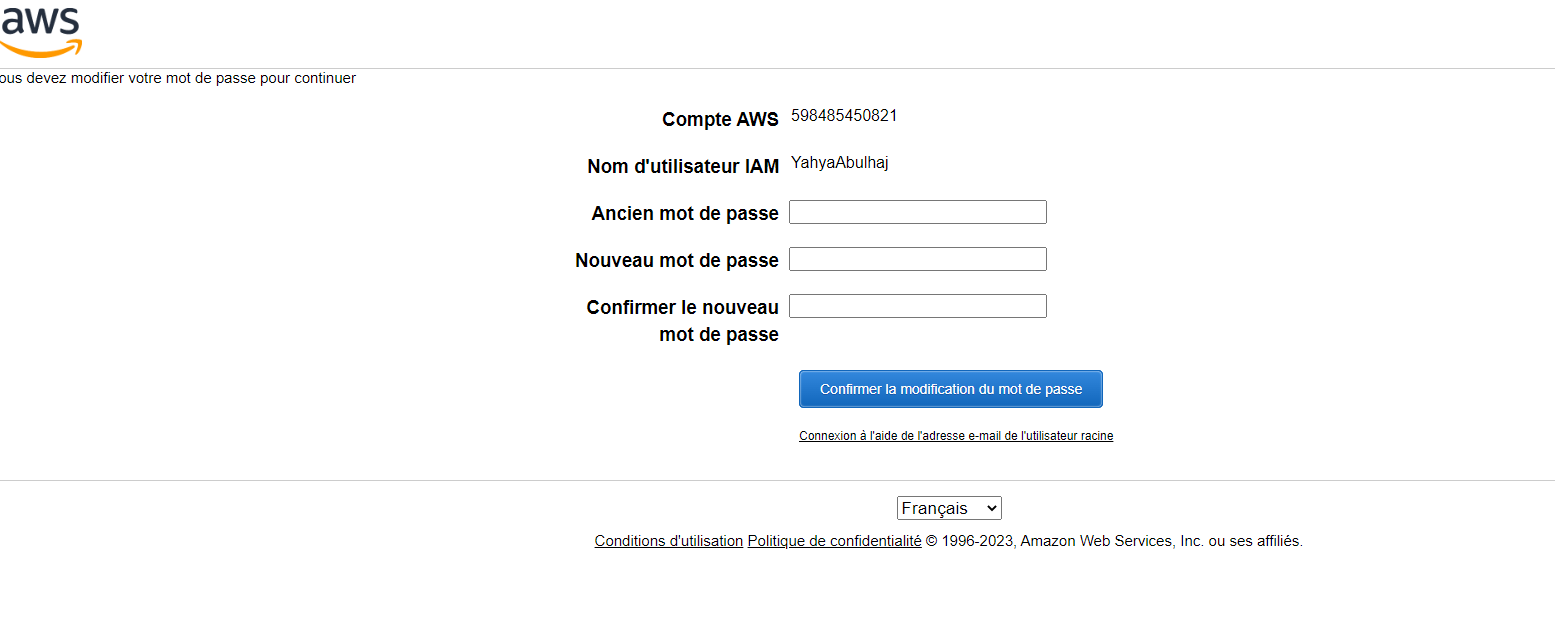 aws
ous devez modifier votre mot de passe pour continuer
Compte AWS 598485450821
Nom d'utilisateur IAM YahyaAbulhaj
Ancien mot de passe
Nouveau mot de passe
Confirmer le nouveau
mot de passe
Confirmer la modification du mot de passe
Connexion à l'aide de l'adresse e-mail de l'utilisateur racine
Français
Conditions d'utilisation Politique de confidentialité © 1996-2023, Amazon Web Services, Inc. ou ses affiliés.